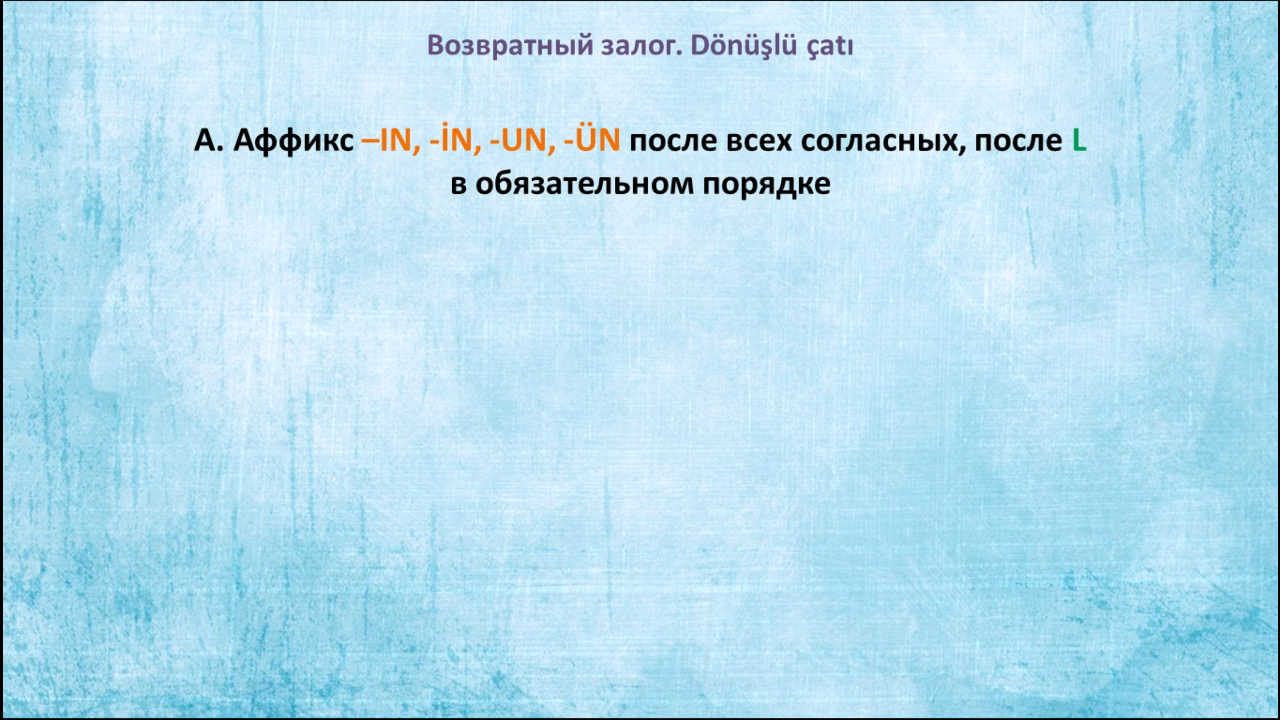 Возвратный залог. Dönüşlü çatı
А. Аффикс –IN, -İN, -UN, -ÜN после всех согласных, после L
в обязательном порядке